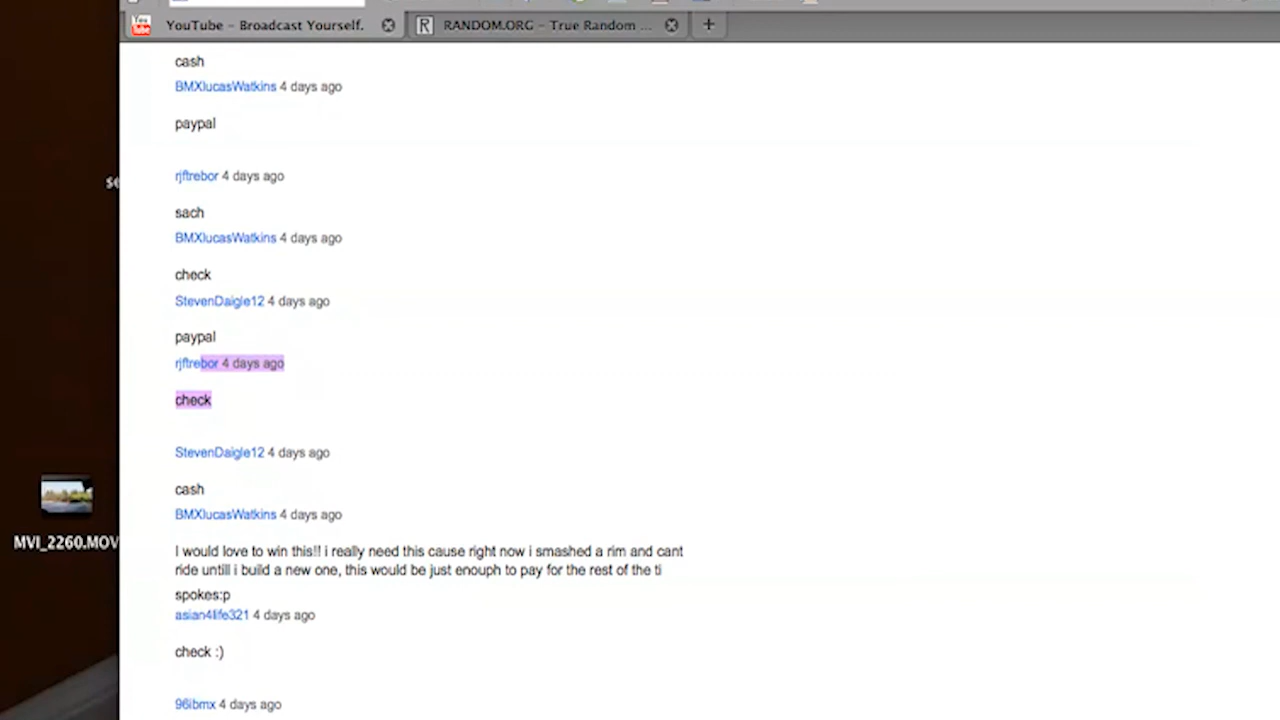 YouTube – Broadcast Yourself.
RANDOM.ORG – True Random ...
cash
BMXlucasWatkins 4 days ago
paypal
rjftrebor 4 days ago
sach
BMXlucasWatkins 4 days ago
check
StevenDaigle12 4 days ago
paypal
rjftrebor 4 days ago
check
StevenDaigle12 4 days ago
cash
BMXlucasWatkins 4 days ago
I would love to win this!! i really need this cause right now i smashed a rim and cant
ride untill i build a new one, this would be just enouph to pay for the rest of the ti
spokes:p
asian4life321 4 days ago
check :)
96ibmx 4 days ago
MVI_2260.MOV